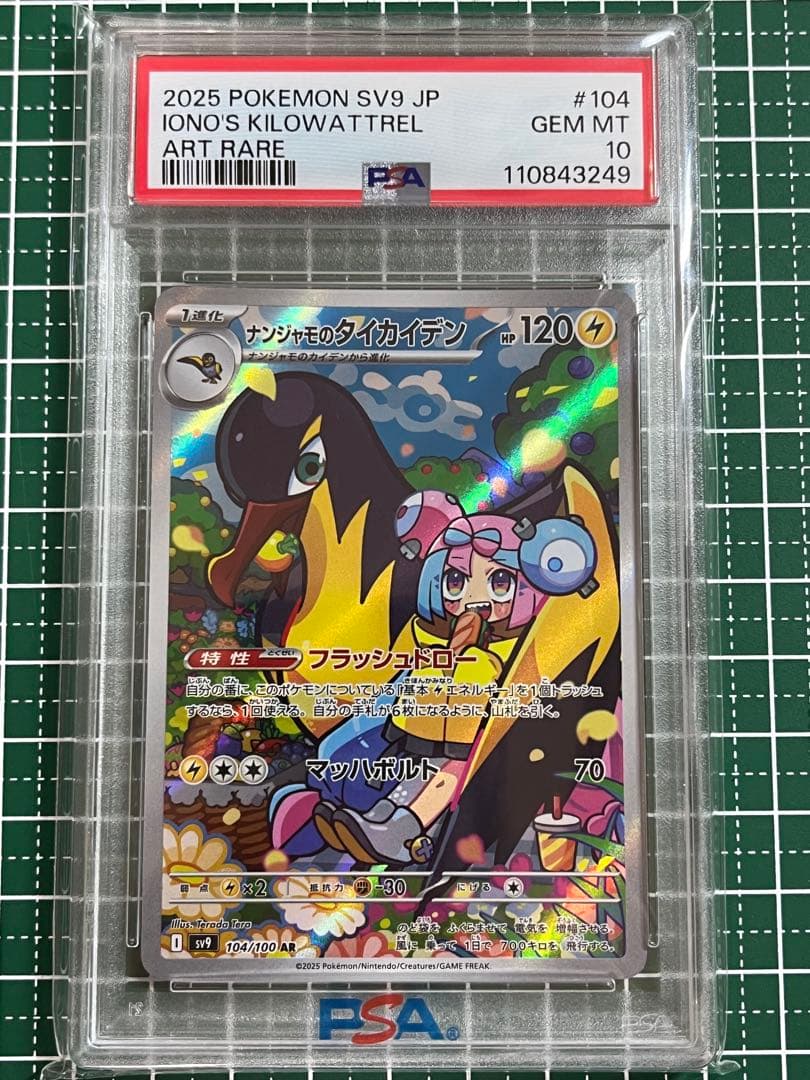 2025 POKEMON SV9 JP #104
IONO'S KILOWATTREL GEM MT
ART RARE 10
PSA 110843249
1進化
ナンジャモのタイカイデン HP 120
ナンジャモのカイデンから進化
特性 とくせい フラッシュドロー
自分の番に、このポケモンについている「基本エネルギー」を1個トラッシュ
するなら、1回使える。自分の手札が6枚になるように、山札を引く。
マッハボルト 70
弱点 ×2 抵抗力 -30 にげる
Illus. Terada Tera
I sv9 104/100 AR
のど袋を ふくらませて 電気を 増幅させる。
風に 乗って 1日で 700キロを 飛行する。
©2025 Pokémon/Nintendo/Creatures/GAME FREAK.
PSA®
PSA